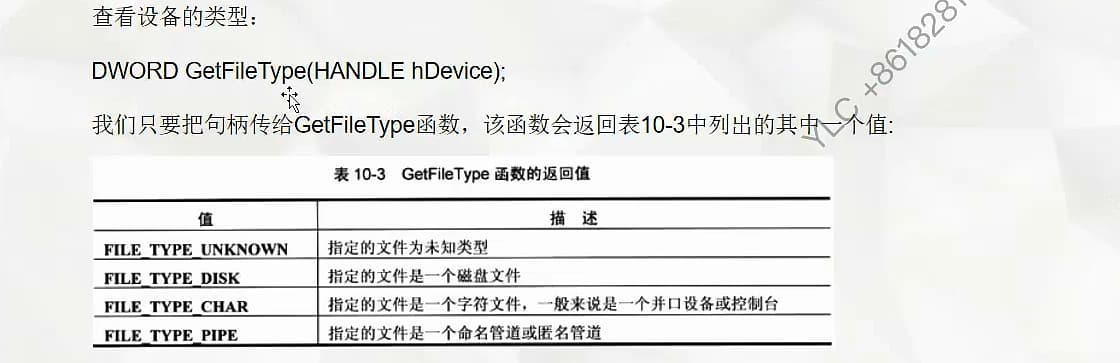 查看设备的类型：
DWORD GetFileType(HANDLE hDevice);
我们只要把句柄传给GetFileType函数，该函数会返回表10-3中列出的其中一个值:
YLC +8618281
表 10-3 GetFileType 函数的返回值
值 描 述
FILE_TYPE_UNKNOWN 指定的文件为未知类型
FILE_TYPE_DISK 指定的文件是一个磁盘文件
FILE_TYPE_CHAR 指定的文件是一个字符文件，一般来说是一个并口设备或控制台
FILE_TYPE_PIPE 指定的文件是一个命名管道或匿名管道